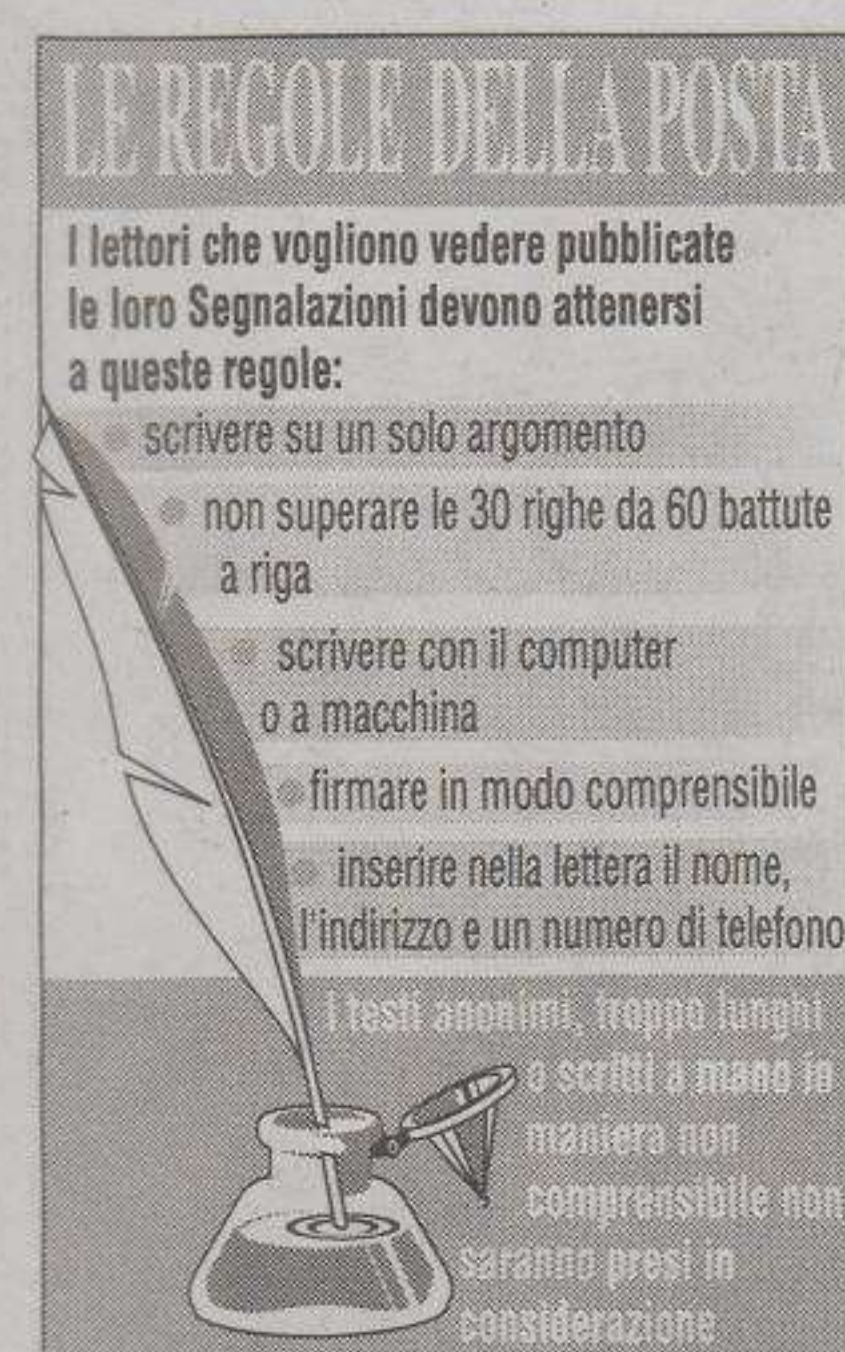 LE REGOLE DELLA POSTA
I lettori che vogliono vedere pubblicate
le loro Segnalazioni devono attenersi
a queste regole:
scrivere su un solo argomento
non superare le 30 righe da 60 battute
a riga
scrivere con il computer
o a macchina
firmare in modo comprensibile
inserire nella lettera il nome,
l'indirizzo e un numero di telefono
I testi anonimi, troppo lunghi
o scritti a mano in
maniera non
comprensibile non
saranno presi in
considerazione